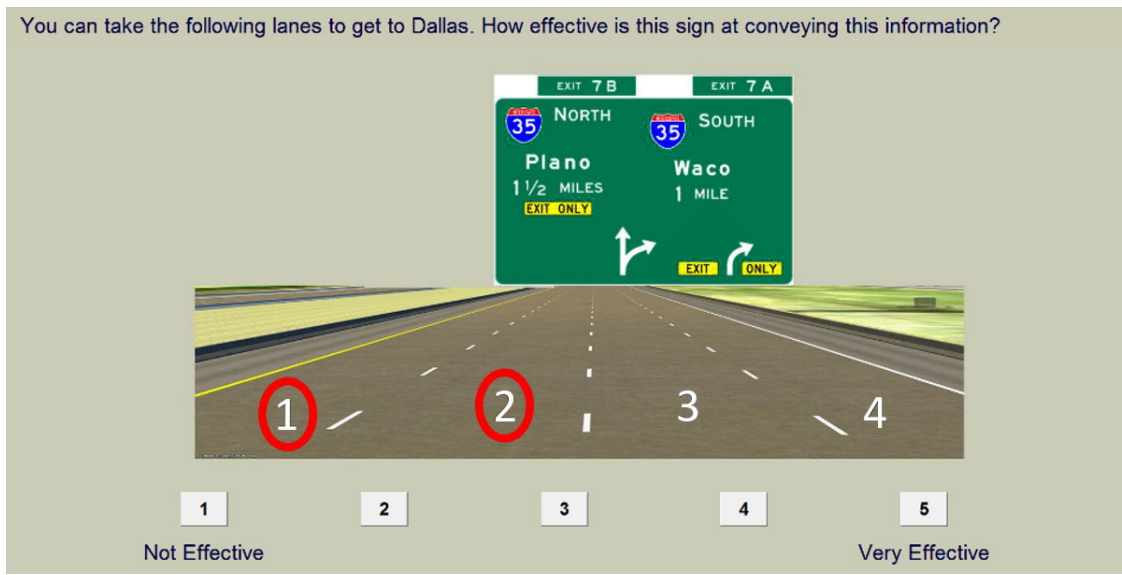 You can take the following lanes to get to Dallas. How effective is this sign at conveying this information?
EXIT 7B EXIT 7A
35 NORTH 35 SOUTH
Plano Waco
1 1/2 MILES 1 MILE
EXIT ONLY
EXIT ONLY
1 2 3 4
1 2 3 4 5
Not Effective Very Effective